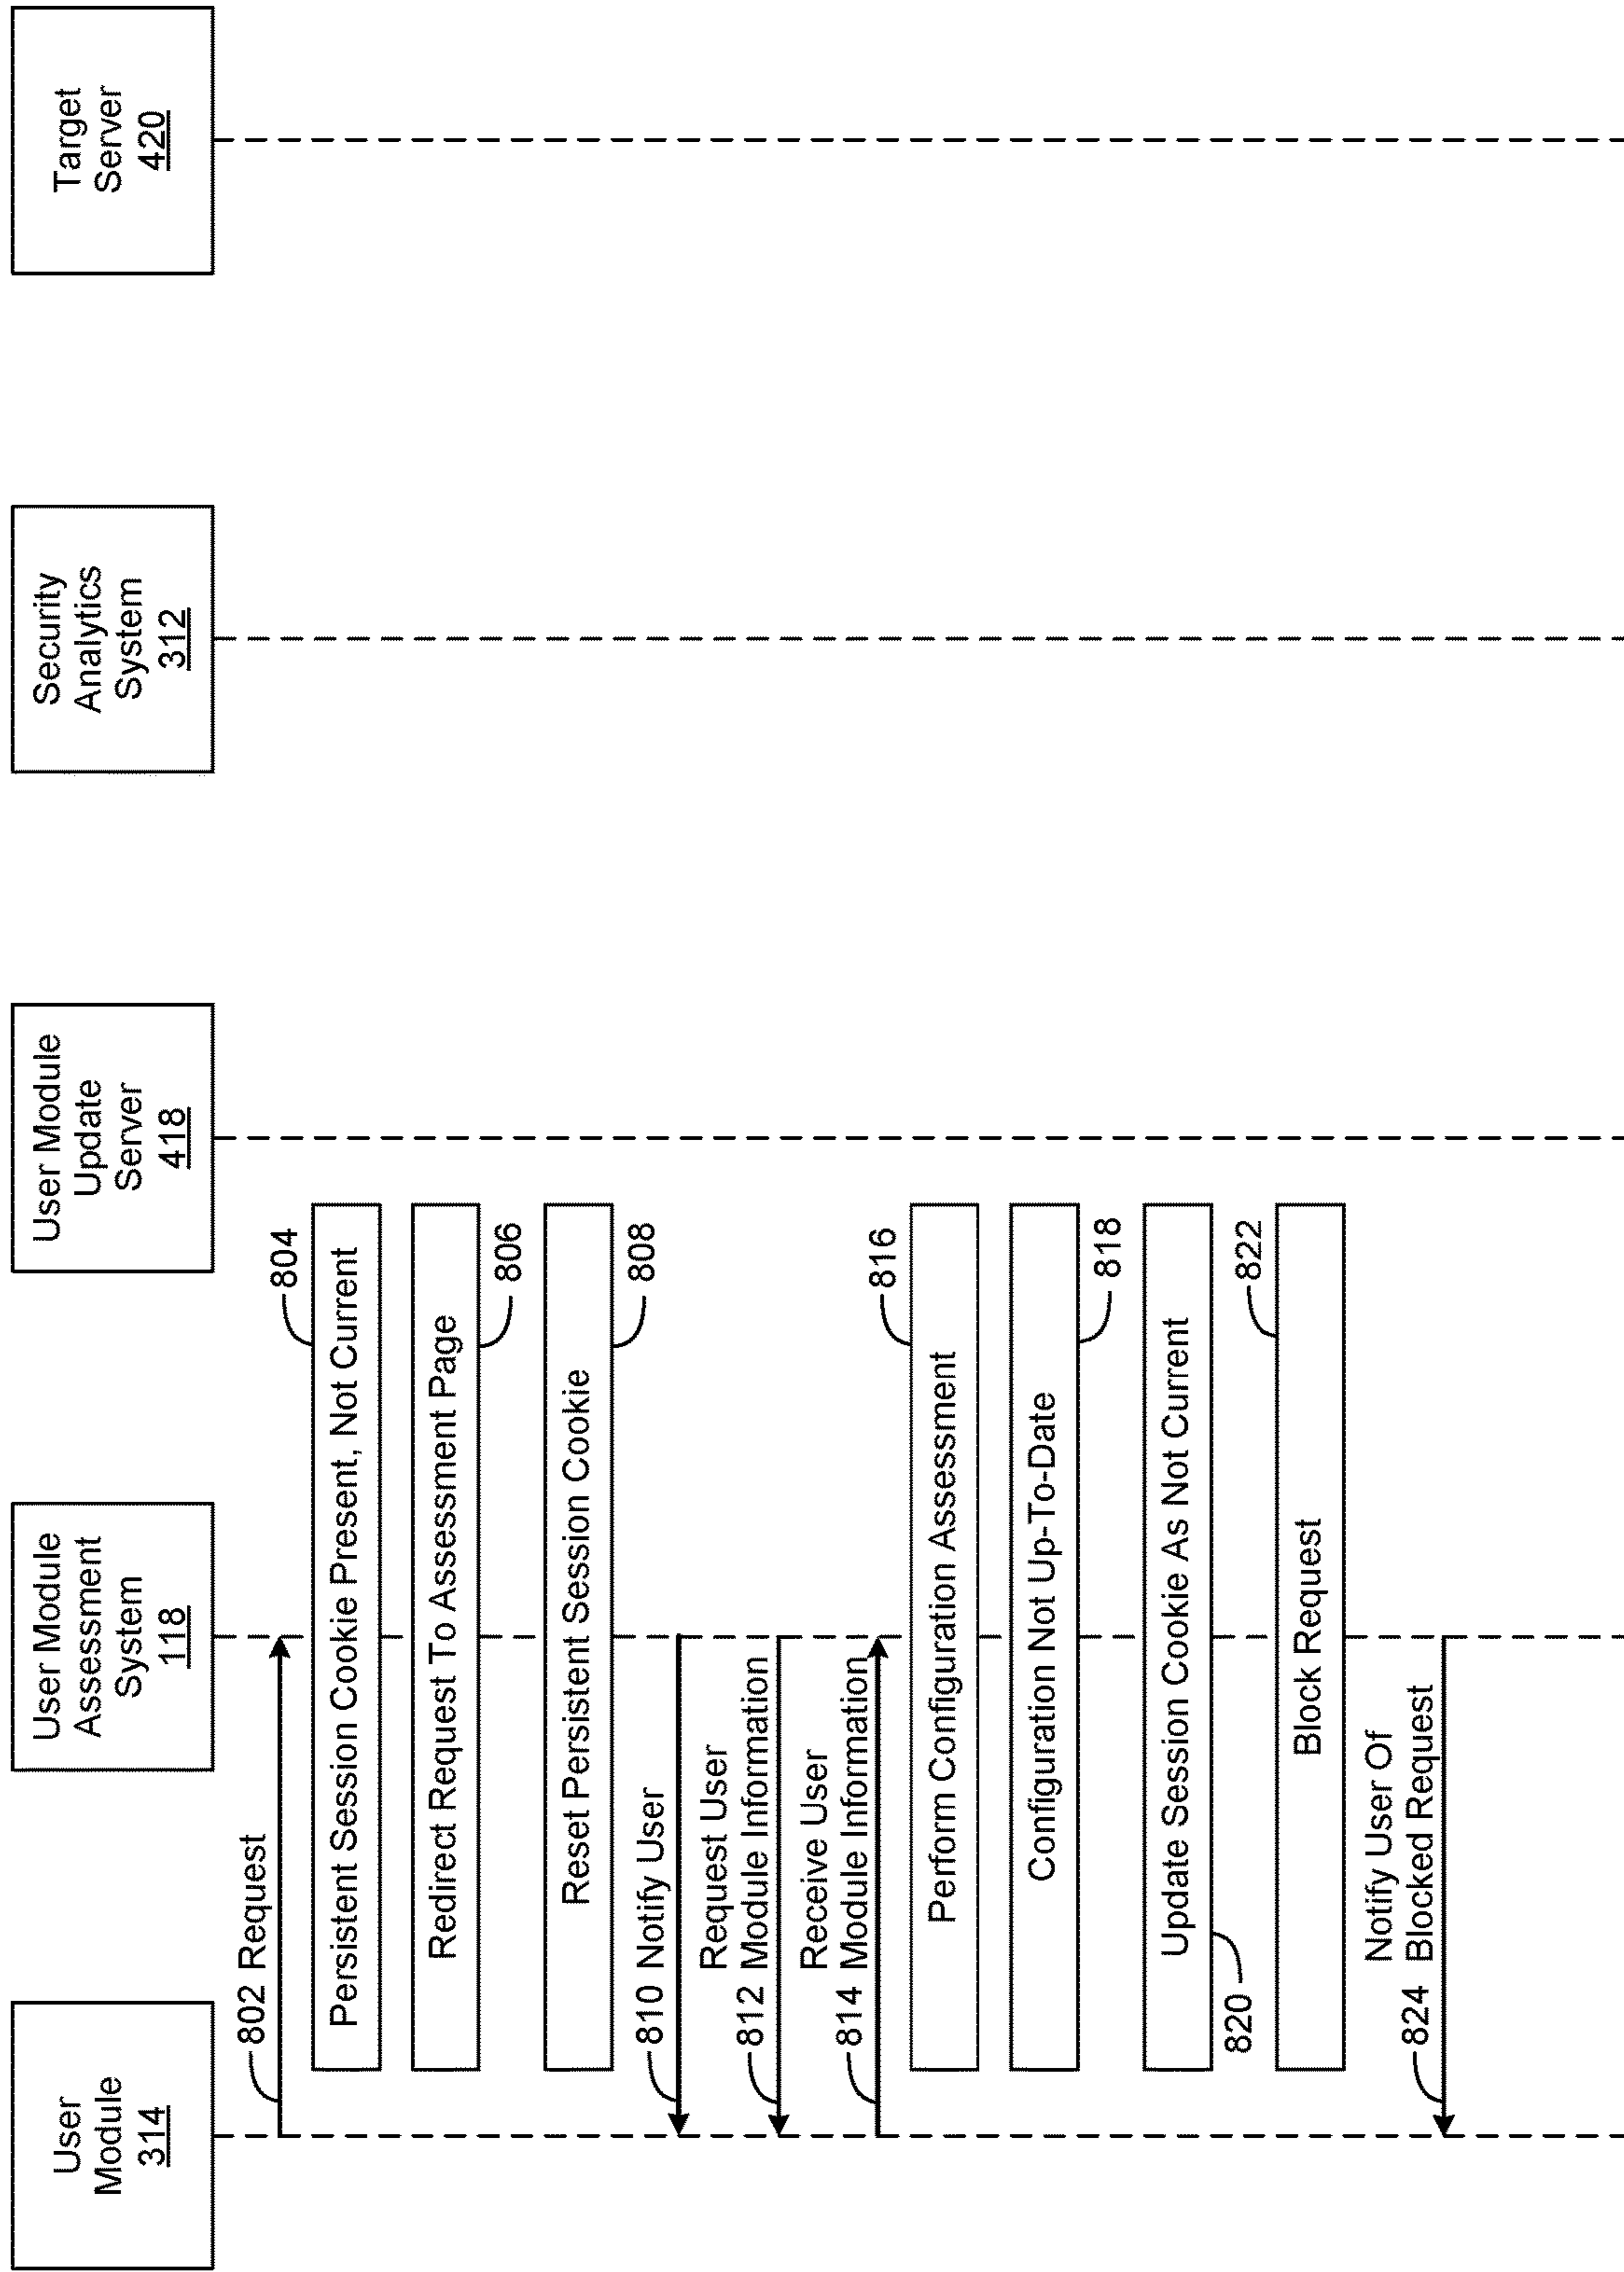 User
Module
314
User Module
Assessment
System
118
User Module
Update
Server
418
Security
Analytics
System
312
Target
Server
420
802 Request
804
Persistent Session Cookie Present, Not Current
Redirect Request To Assessment Page
806
Reset Persistent Session Cookie
808
810 Notify User
Request User
812 Module Information
Receive User
814 Module Information
816
Perform Configuration Assessment
Configuration Not Up-To-Date
818
Update Session Cookie As Not Current
820
822
Block Request
Notify User Of
824 Blocked Request